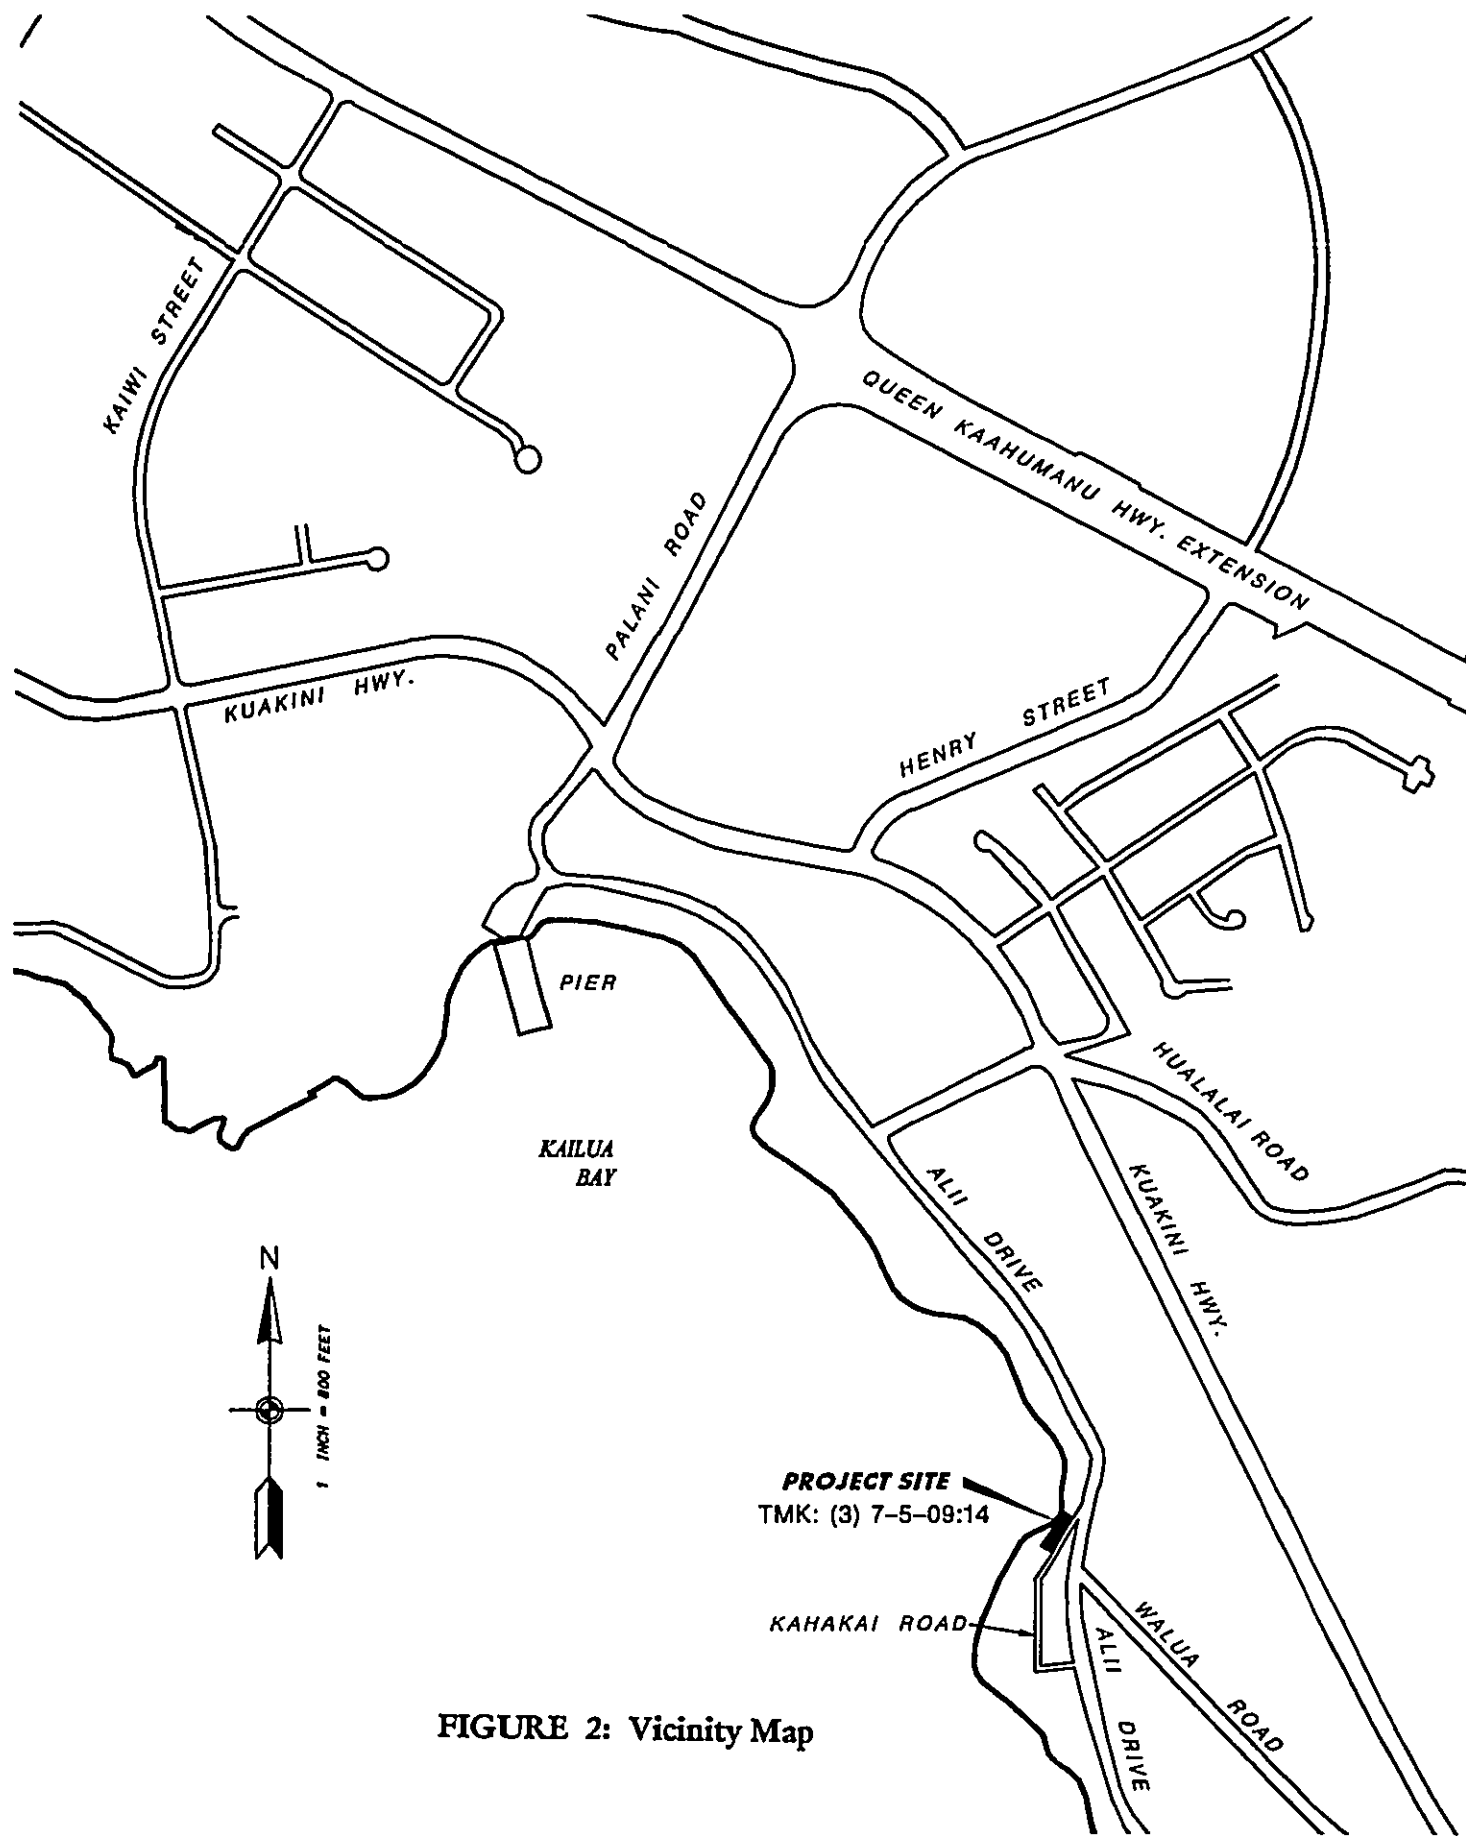 KAIWI STREET
QUEEN KAAHUMANU HWY. EXTENSION
PALANI ROAD
KUAKINI HWY.
HENRY STREET
PIER
HUALALAI ROAD
KAILUA
BAY
ALII DRIVE
KUAKINI HWY.
N
1 INCH = 800 FEET
PROJECT SITE
TMK: (3) 7-5-09:14
KAHAKAI ROAD
WALUA ROAD
ALII DRIVE
FIGURE 2: Vicinity Map